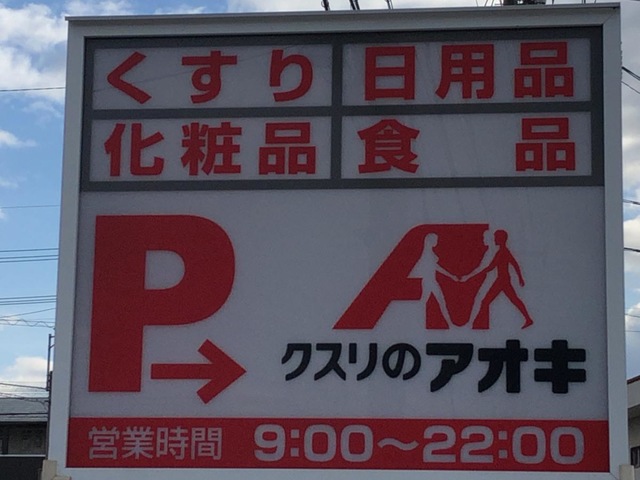 くすり 日用品
化粧品 食品
P→
クスリのアオキ
営業時間 9:00～22:00